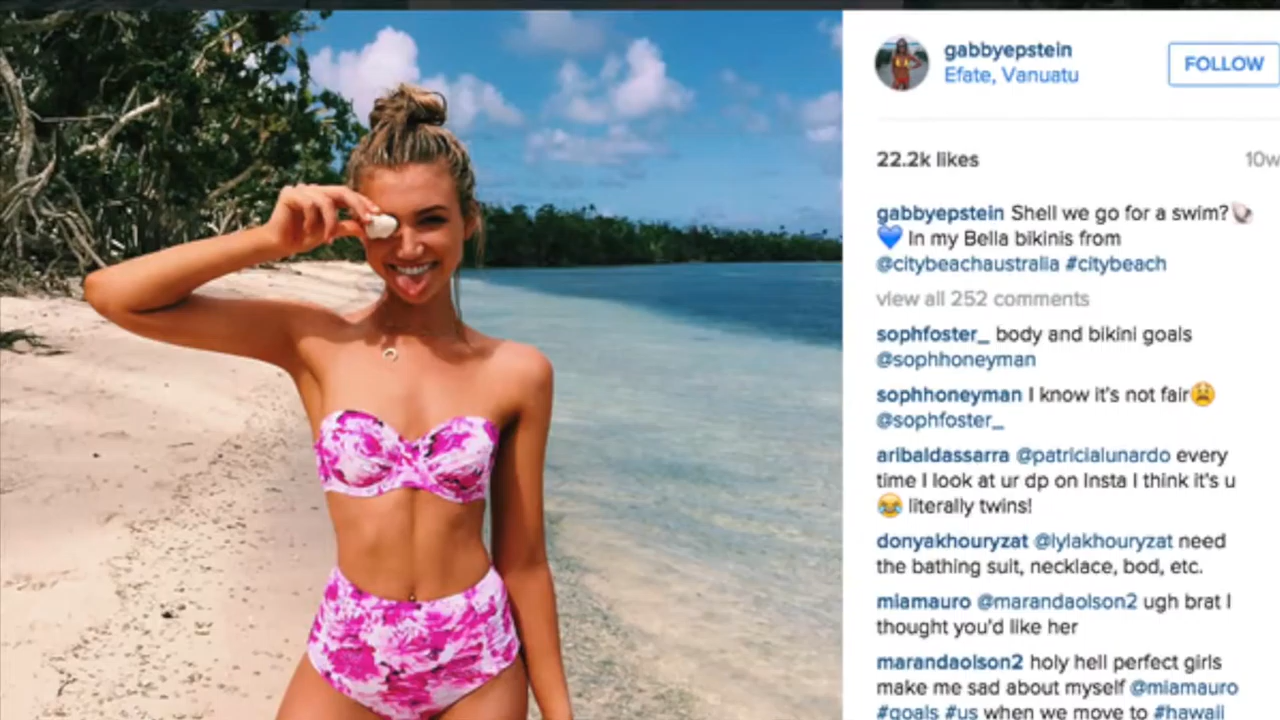 gabbyepstein
Efate, Vanuatu
FOLLOW
22.2k likes
10w
gabbyepstein Shell we go for a swim?🐚
💙 In my Bella bikinis from
@citybeachaustralia #citybeach
view all 252 comments
sophfoster_ body and bikini goals
@sophhoneyman
sophhoneyman I know it's not fair😩
@sophfoster_
aribaldassarra @patricialunardo every
time I look at ur dp on Insta I think it's u
😂 literally twins!
donyakhouryzat @lylakhouryzat need
the bathing suit, necklace, bod, etc.
miamauro @marandaolson2 ugh brat I
thought you'd like her
marandaolson2 holy hell perfect girls
make me sad about myself @miamauro
#goals #us when we move to #hawaii